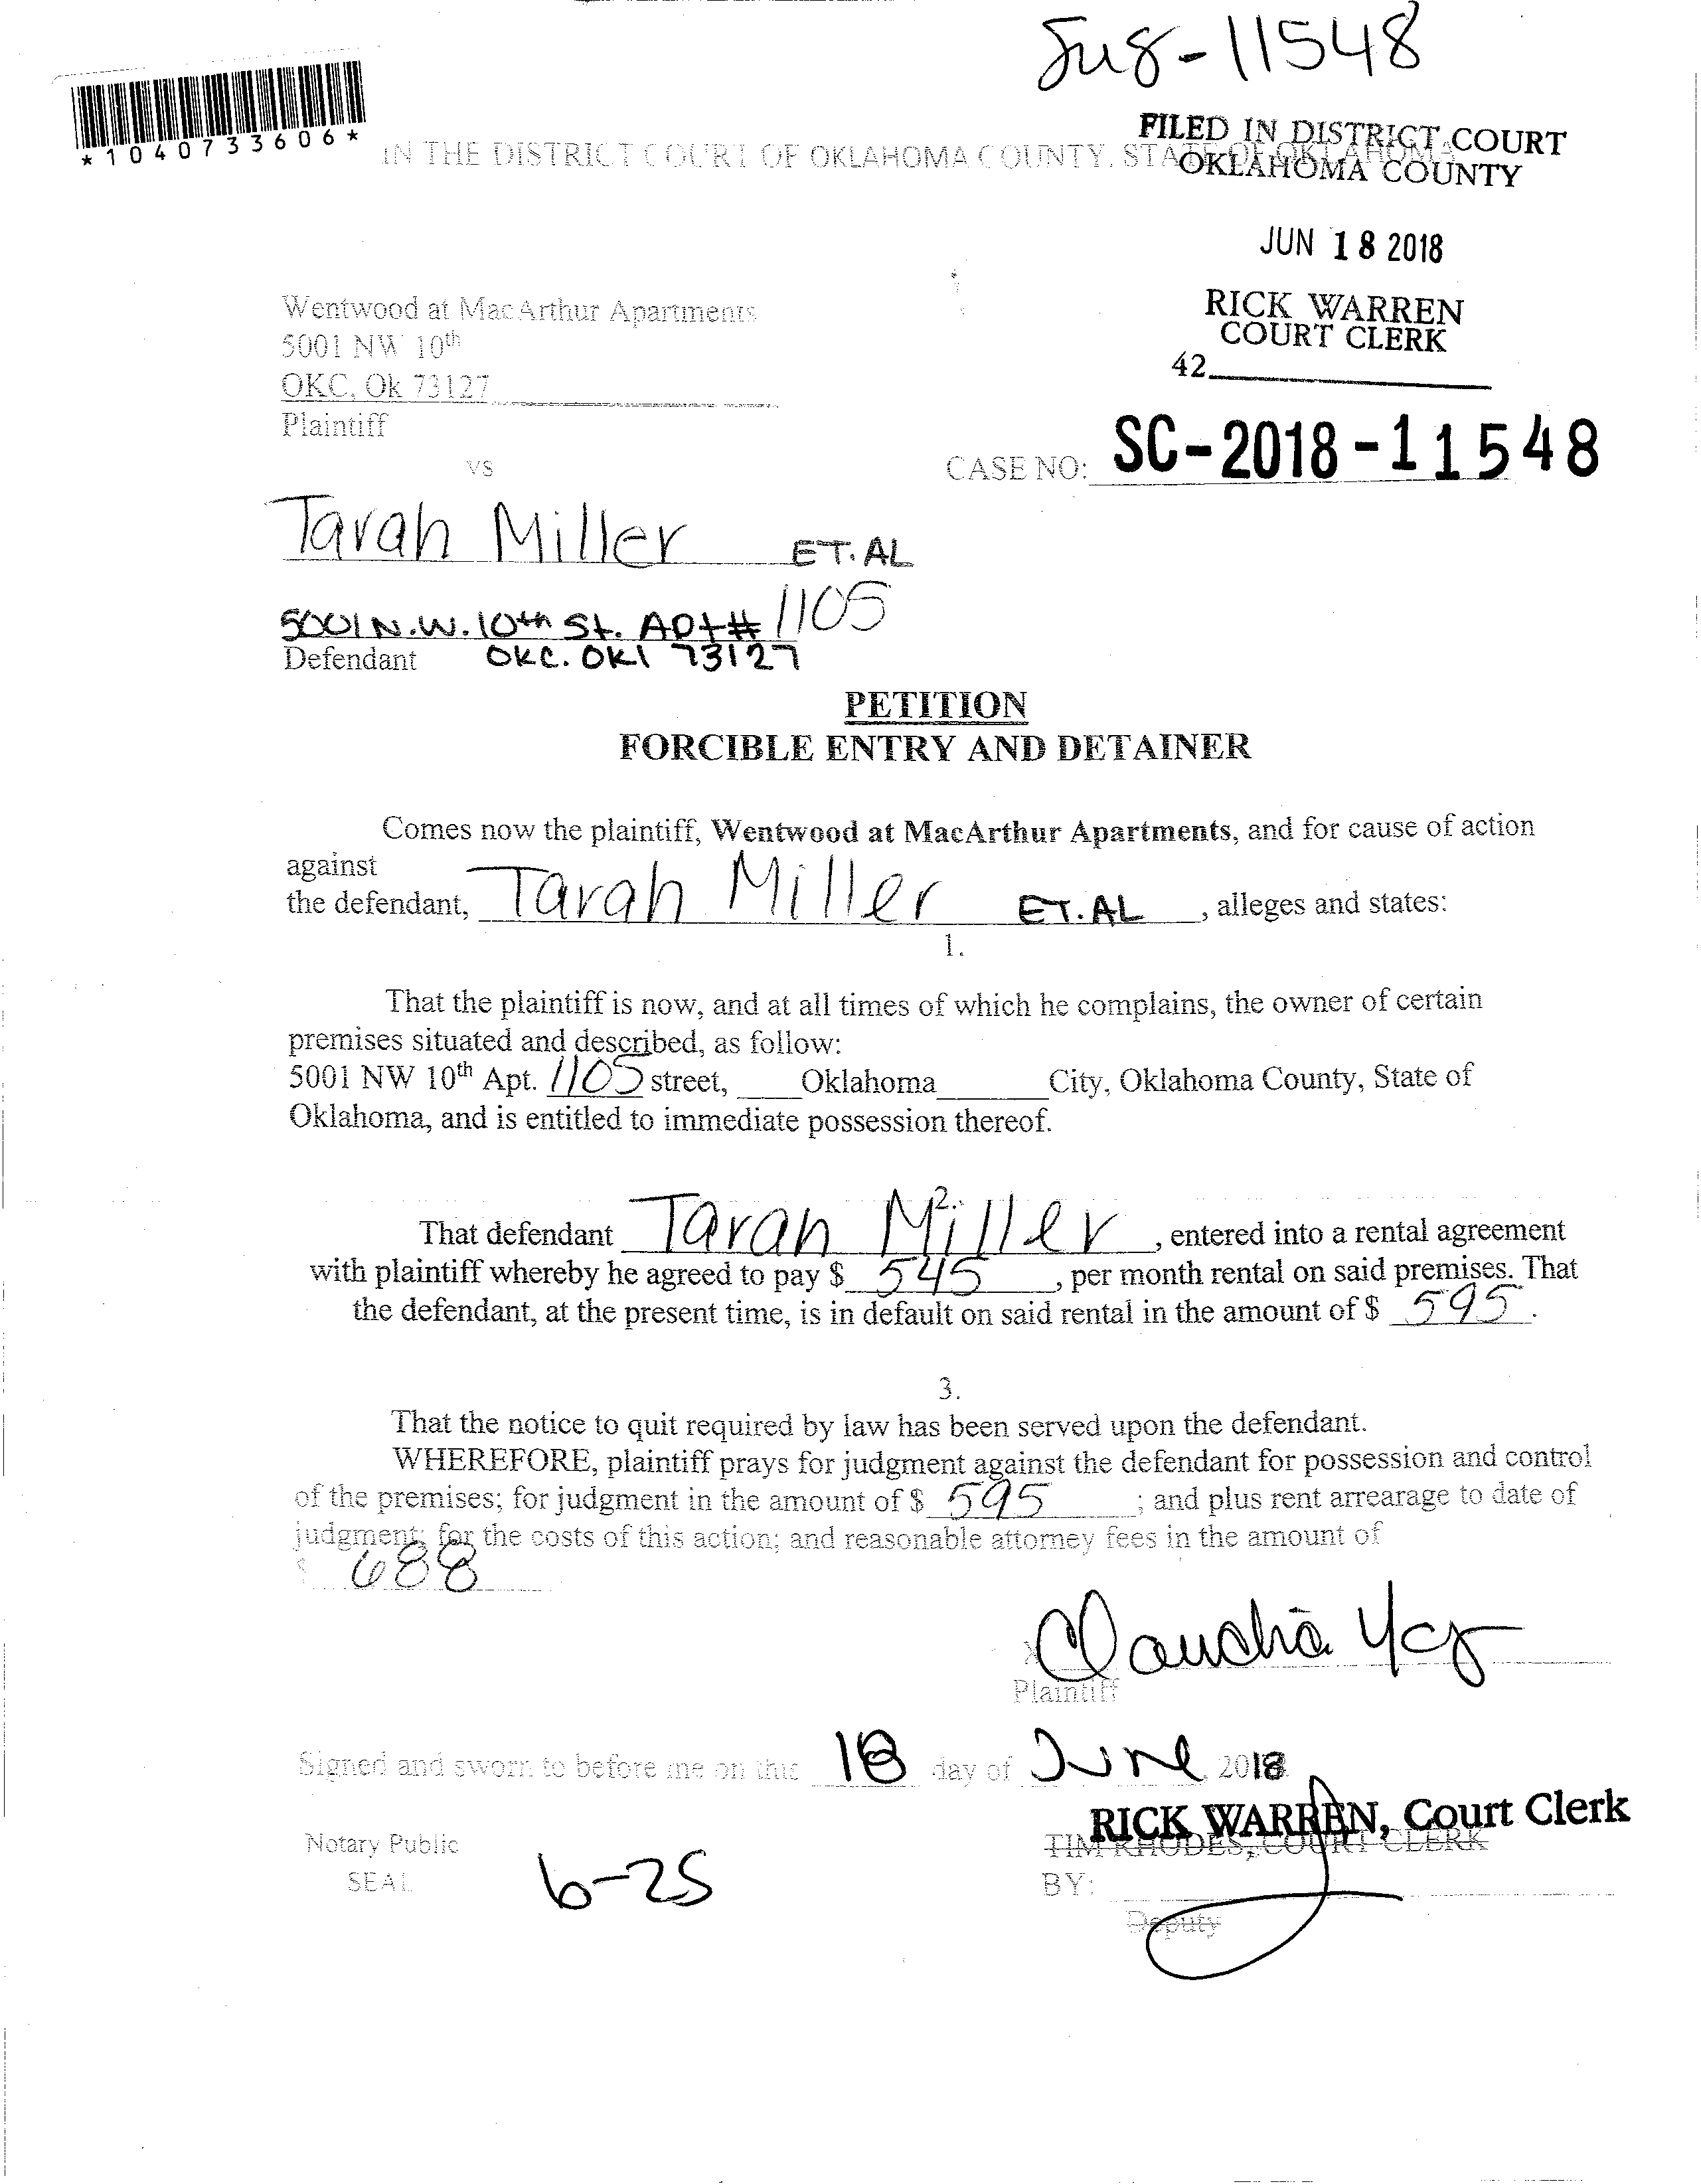 Jug-11548
*1040733606*
IN THE DISTRICT COURT OF OKLAHOMA COUNTY, STATE OF OKLAHOMA
FILED IN DISTRICT COURT
OKLAHOMA COUNTY
JUN 18 2018
RICK WARREN
COURT CLERK
42
Wentwood at MacArthur Apartments
5001 NW 10th
OKC, Ok 73127
Plaintiff
vs
CASE NO: SC-2018-11548
Tarah Miller ET.AL
5001 N.W. 10th St. Apt# 1105
Defendant OKC. OKl 73127
PETITION
FORCIBLE ENTRY AND DETAINER
Comes now the plaintiff, Wentwood at MacArthur Apartments, and for cause of action
against
the defendant, Tarah Miller ET.AL , alleges and states:
1.
That the plaintiff is now, and at all times of which he complains, the owner of certain
premises situated and described, as follow:
5001 NW 10th Apt. 1105 street, Oklahoma City, Oklahoma County, State of
Oklahoma, and is entitled to immediate possession thereof.
2.
That defendant Tarah Miller , entered into a rental agreement
with plaintiff whereby he agreed to pay $ 545 , per month rental on said premises. That
the defendant, at the present time, is in default on said rental in the amount of $ 595 .
3.
That the notice to quit required by law has been served upon the defendant.
WHEREFORE, plaintiff prays for judgment against the defendant for possession and control
of the premises; for judgment in the amount of $ 595 ; and plus rent arrearage to date of
judgment; for the costs of this action; and reasonable attorney fees in the amount of
$ 688
Claudia
Plaintiff
Signed and sworn to before me on this 18 day of June 2018
RICK WARREN, Court Clerk
TIM RHODES, COURT CLERK
Notary Public
SEAL
6-25
BY:
Deputy